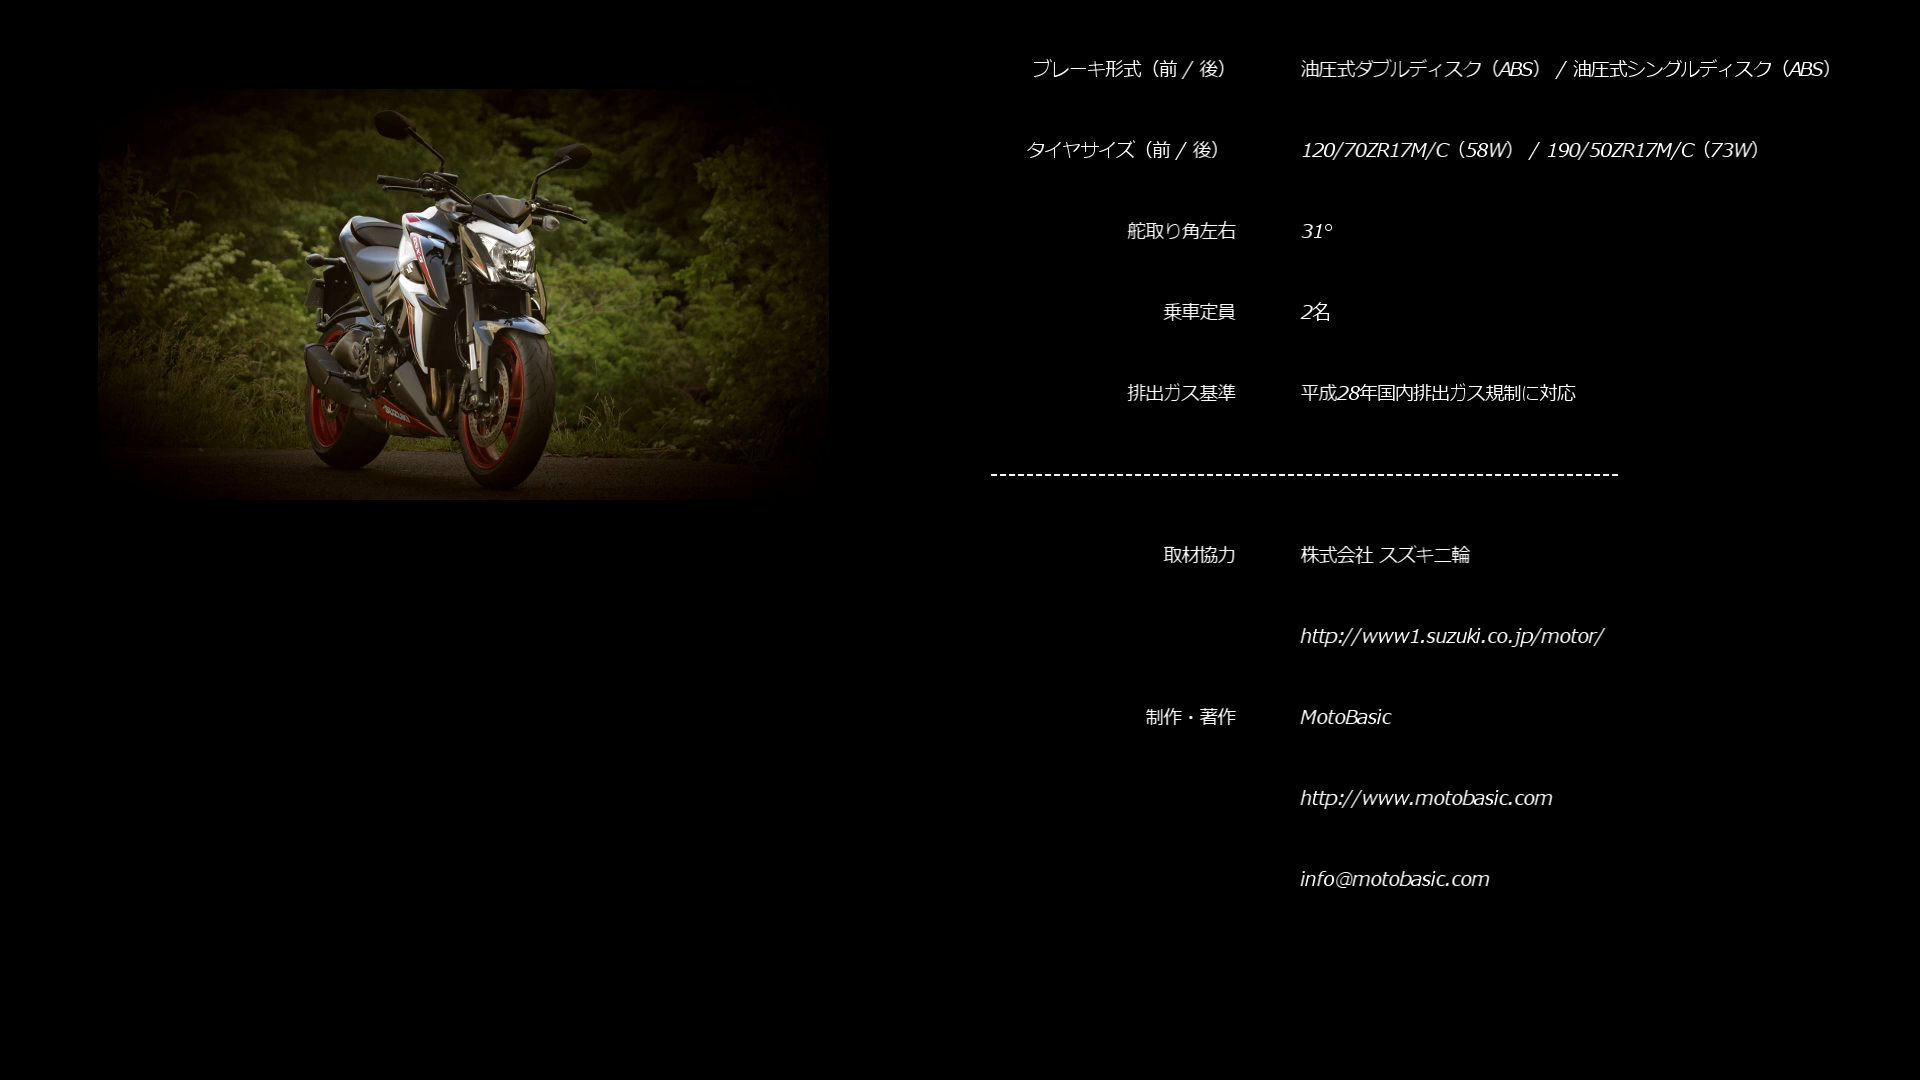 ブレーキ形式（前 / 後） 油圧式ダブルディスク（ABS） / 油圧式シングルディスク（ABS）
タイヤサイズ（前 / 後） 120/70ZR17M/C（58W） / 190/50ZR17M/C（73W）
舵取り角左右 31°
乗車定員 2名
排出ガス基準 平成28年国内排出ガス規制に対応
----------------------------------------------------------------------
取材協力 株式会社 スズキ二輪
http://www1.suzuki.co.jp/motor/
制作・著作 MotoBasic
http://www.motobasic.com
info@motobasic.com
SUZUKI